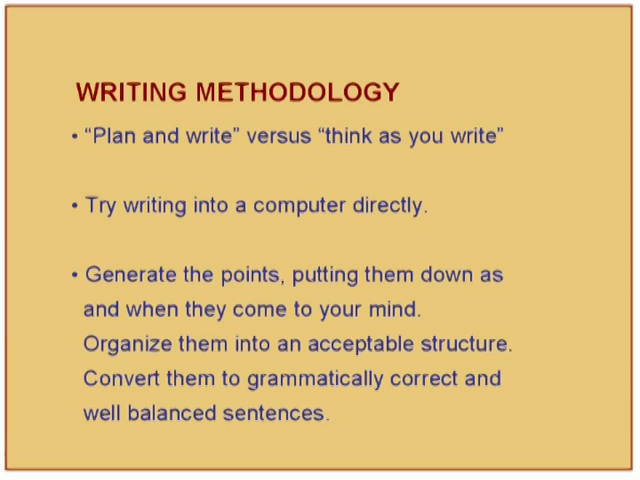 WRITING METHODOLOGY
• “Plan and write” versus “think as you write”
• Try writing into a computer directly.
• Generate the points, putting them down as
and when they come to your mind.
Organize them into an acceptable structure.
Convert them to grammatically correct and
well balanced sentences.